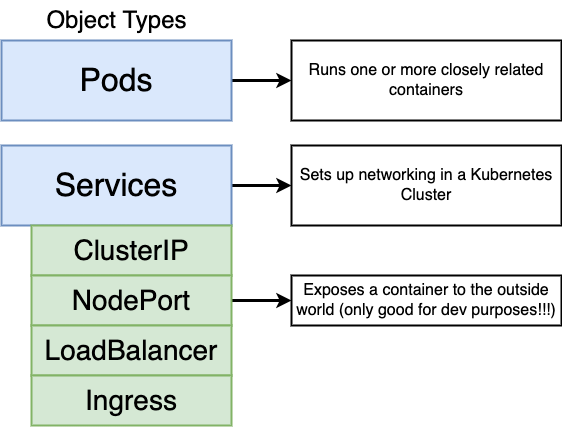 Object Types
Pods
Runs one or more closely related
containers
Services
Sets up networking in a Kubernetes
Cluster
ClusterIP
NodePort
Exposes a container to the outside
world (only good for dev purposes!!!)
LoadBalancer
Ingress